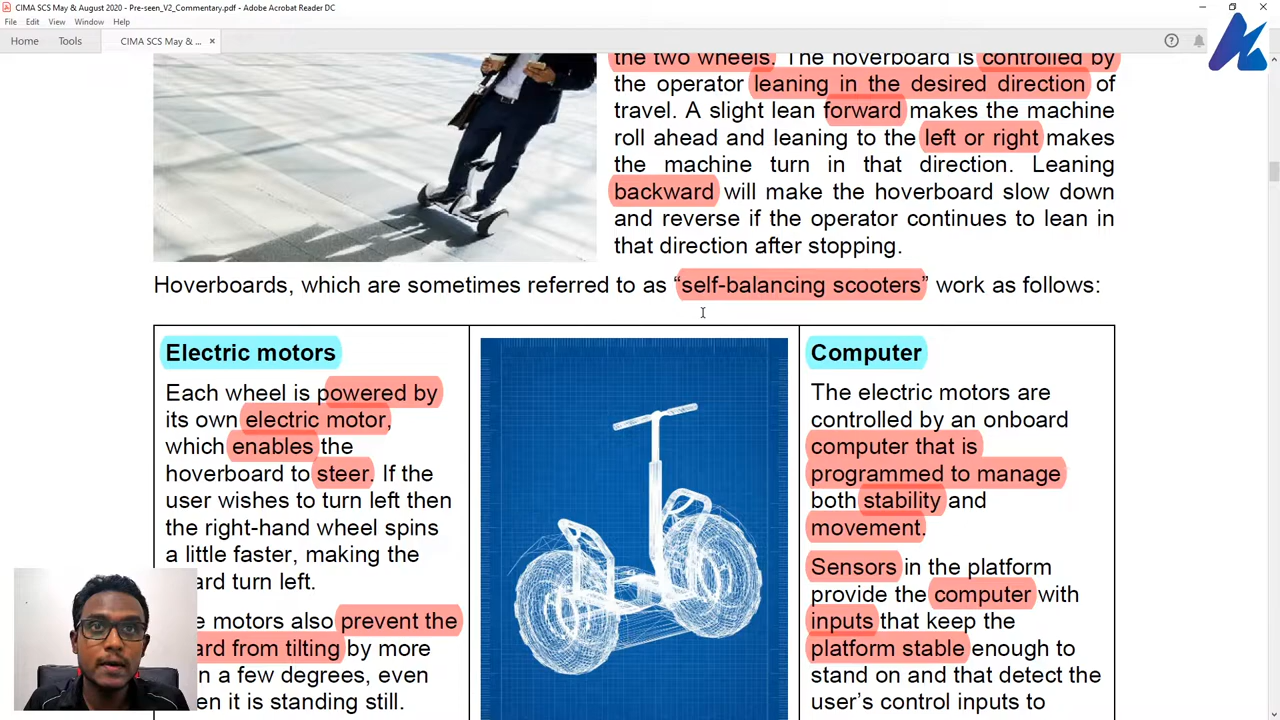 CIMA SCS May & August 2020 - Pre-seen_V2_Commentary.pdf - Adobe Acrobat Reader DC
File Edit View Window Help
Home Tools CIMA SCS May & ... ×
the two wheels. The hoverboard is controlled by
the operator leaning in the desired direction of
travel. A slight lean forward makes the machine
roll ahead and leaning to the left or right makes
the machine turn in that direction. Leaning
backward will make the hoverboard slow down
and reverse if the operator continues to lean in
that direction after stopping.
Hoverboards, which are sometimes referred to as “self-balancing scooters” work as follows:
Electric motors
Each wheel is powered by
its own electric motor,
which enables the
hoverboard to steer. If the
user wishes to turn left then
the right-hand wheel spins
a little faster, making the
turn left.
motors also prevent the
from tilting by more
a few degrees, even
it is standing still.
Computer
The electric motors are
controlled by an onboard
computer that is
programmed to manage
both stability and
movement.
Sensors in the platform
provide the computer with
inputs that keep the
platform stable enough to
stand on and that detect the
user’s control inputs to